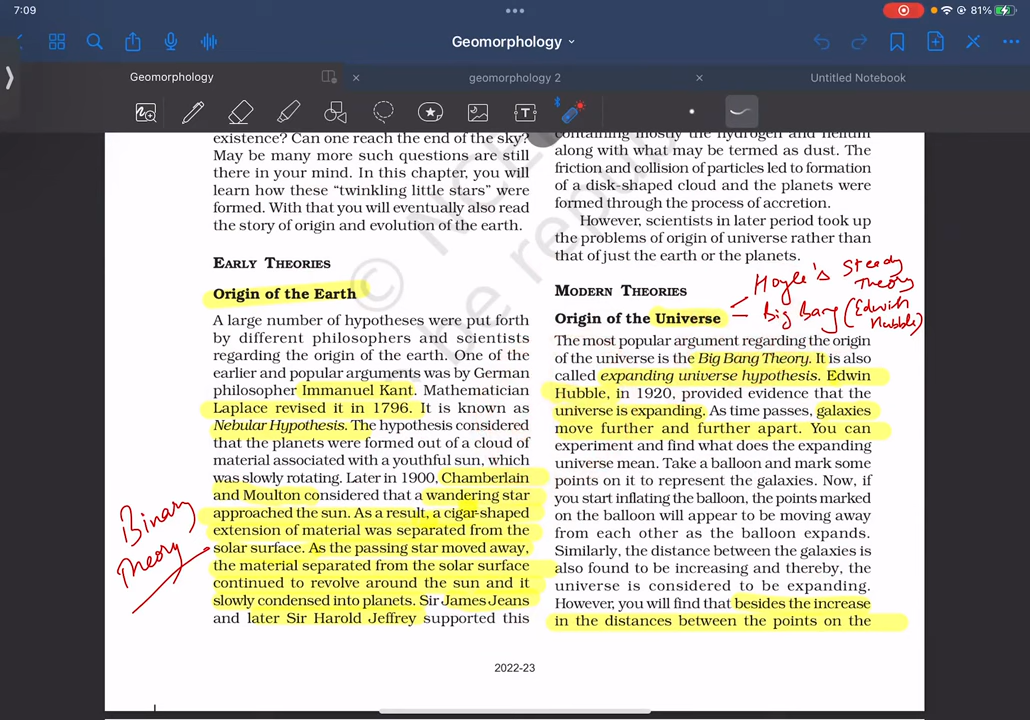 7:09
81%
Geomorphology
Geomorphology
geomorphology 2
Untitled Notebook
existence? Can one reach the end of the sky?
May be many more such questions are still
there in your mind. In this chapter, you will
learn how these “twinkling little stars” were
formed. With that you will eventually also read
the story of origin and evolution of the earth.
EARLY THEORIES
Origin of the Earth
A large number of hypotheses were put forth
by different philosophers and scientists
regarding the origin of the earth. One of the
earlier and popular arguments was by German
philosopher Immanuel Kant. Mathematician
Laplace revised it in 1796. It is known as
Nebular Hypothesis. The hypothesis considered
that the planets were formed out of a cloud of
material associated with a youthful sun, which
was slowly rotating. Later in 1900, Chamberlain
and Moulton considered that a wandering star
approached the sun. As a result, a cigar-shaped
extension of material was separated from the
solar surface. As the passing star moved away,
the material separated from the solar surface
continued to revolve around the sun and it
slowly condensed into planets. Sir James Jeans
and later Sir Harold Jeffrey supported this
Binary
Theory
containing mostly the hydrogen and helium
along with what may be termed as dust. The
friction and collision of particles led to formation
of a disk-shaped cloud and the planets were
formed through the process of accretion.
However, scientists in later period took up
the problems of origin of universe rather than
that of just the earth or the planets.
MODERN THEORIES
Origin of the Universe
Hoyle's Steady
Theory
Big Bang (Edwin
Hubble)
The most popular argument regarding the origin
of the universe is the Big Bang Theory. It is also
called expanding universe hypothesis. Edwin
Hubble, in 1920, provided evidence that the
universe is expanding. As time passes, galaxies
move further and further apart. You can
experiment and find what does the expanding
universe mean. Take a balloon and mark some
points on it to represent the galaxies. Now, if
you start inflating the balloon, the points marked
on the balloon will appear to be moving away
from each other as the balloon expands.
Similarly, the distance between the galaxies is
also found to be increasing and thereby, the
universe is considered to be expanding.
However, you will find that besides the increase
in the distances between the points on the
2022-23